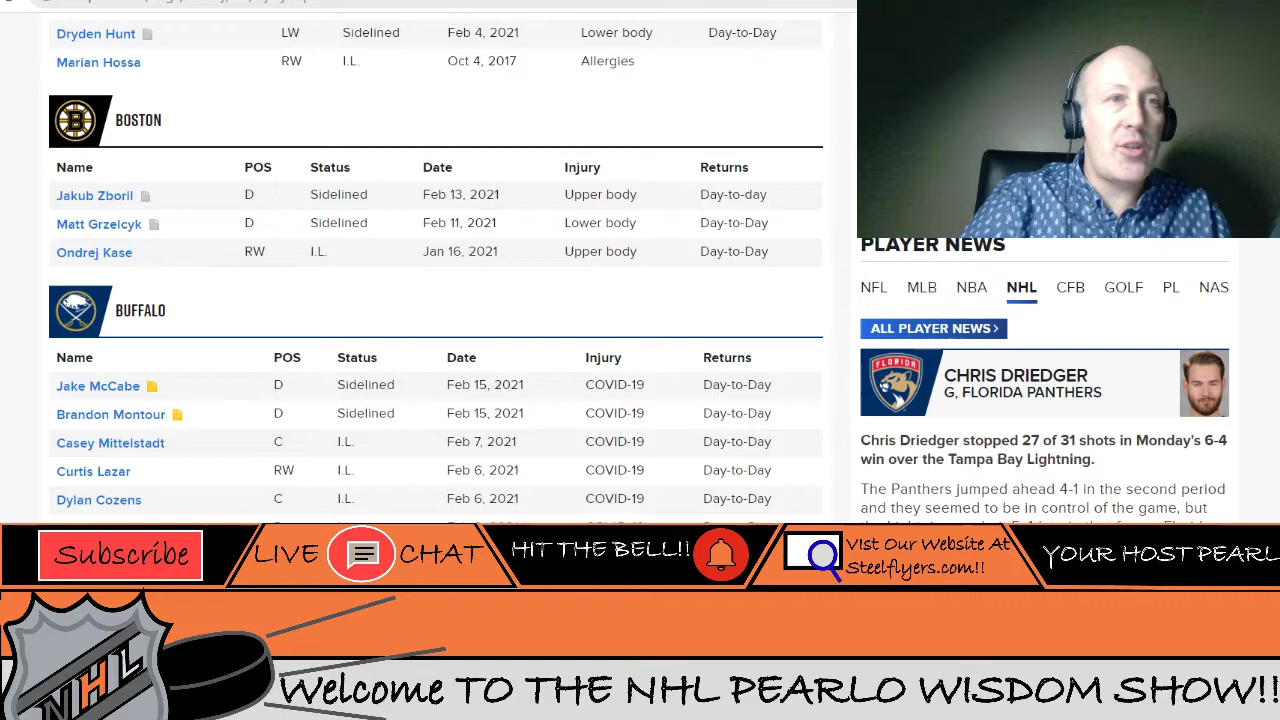 Dryden Hunt LW Sidelined Feb 4, 2021 Lower body Day-to-Day
Marian Hossa RW I.L. Oct 4, 2017 Allergies
BOSTON
Name POS Status Date Injury Returns
Jakub Zboril D Sidelined Feb 13, 2021 Upper body Day-to-day
Matt Grzelcyk D Sidelined Feb 11, 2021 Lower body Day-to-Day
Ondrej Kase RW I.L. Jan 16, 2021 Upper body Day-to-Day
BUFFALO
Name POS Status Date Injury Returns
Jake McCabe D Sidelined Feb 15, 2021 COVID-19 Day-to-Day
Brandon Montour D Sidelined Feb 15, 2021 COVID-19 Day-to-Day
Casey Mittelstadt C I.L. Feb 7, 2021 COVID-19 Day-to-Day
Curtis Lazar RW I.L. Feb 6, 2021 COVID-19 Day-to-Day
Dylan Cozens C I.L. Feb 6, 2021 COVID-19 Day-to-Day
PLAYER NEWS
NFL MLB NBA NHL CFB GOLF PL NAS
ALL PLAYER NEWS ›
FLORIDA
CHRIS DRIEDGER
G, FLORIDA PANTHERS
Chris Driedger stopped 27 of 31 shots in Monday's 6-4
win over the Tampa Bay Lightning.
The Panthers jumped ahead 4-1 in the second period
and they seemed to be in control of the game, but
Subscribe
LIVE CHAT
HIT THE BELL!!
VIst Our Website At
Steelflyers.com!!
YOUR HOST PEARL
NHL
Welcome TO THE NHL PEARLO WISDOM SHOW!!